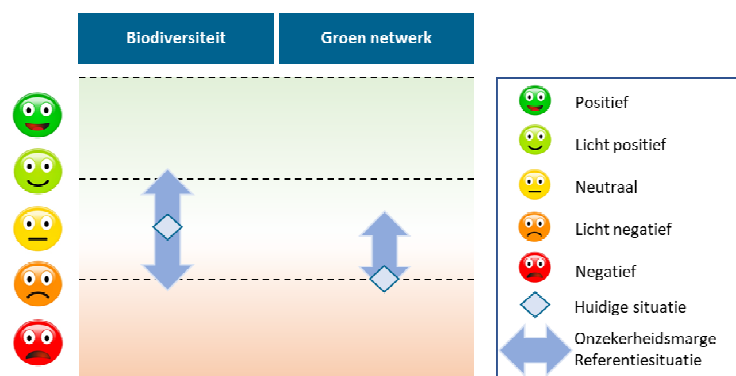 Biodiversiteit
Groen netwerk
Positief
Licht positief
Neutraal
Licht negatief
Negatief
Huidige situatie
Onzekerheidsmarge
Referentiesituatie